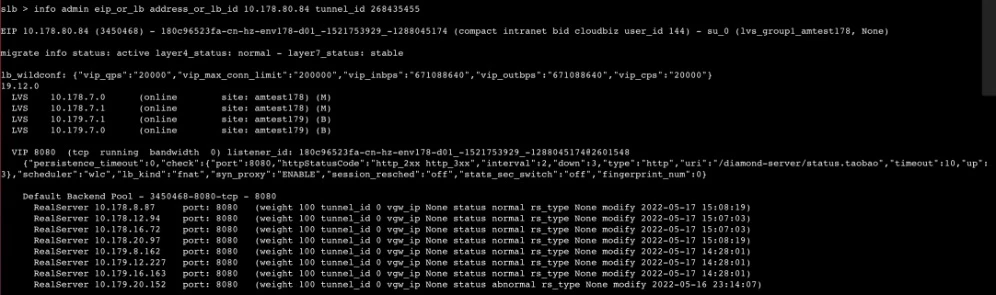 slb > info admin eip_or_lb address_or_lb_id 10.178.80.84 tunnel_id 268435455
EIP 10.178.80.84 (3450468) - 180c96523fa-cn-hz-env178-d01_-1521753929_-1288045174 (compact intranet bid cloudbiz user_id 144) - su_0 (lvs_group1_amtest178, None)
migrate info status: active layer4_status: normal - layer7_status: stable
lb_wildconf: {"vip_qps":"20000","vip_max_conn_limit":"200000","vip_inbps":"671088640","vip_outbps":"671088640","vip_cps":"20000"}
19.12.0
LVS 10.178.7.0 (online site: amtest178) (M)
LVS 10.178.7.1 (online site: amtest178) (M)
LVS 10.179.7.1 (online site: amtest179) (B)
LVS 10.179.7.0 (online site: amtest179) (B)
VIP 8080 (tcp running bandwidth 0) listener_id: 180c96523fa-cn-hz-env178-d01_-1521753929_-128804517482601548
{"persistence_timeout":0,"check":{"port":8080,"httpStatusCode":"http_2xx http_3xx","interval":2,"down":3,"type":"http","uri":"/diamond-server/status.taobao","timeout":10,"up":
3},"scheduler":"wlc","lb_kind":"fnat","syn_proxy":"ENABLE","session_resched":"off","stats_sec_switch":"off","fingerprint_num":0}
Default Backend Pool - 3450468-8080-tcp - 8080
RealServer 10.178.8.87 port: 8080 (weight 100 tunnel_id 0 vgw_ip None status normal rs_type None modify 2022-05-17 15:08:19)
RealServer 10.178.12.94 port: 8080 (weight 100 tunnel_id 0 vgw_ip None status normal rs_type None modify 2022-05-17 15:07:03)
RealServer 10.178.16.72 port: 8080 (weight 100 tunnel_id 0 vgw_ip None status normal rs_type None modify 2022-05-17 15:07:03)
RealServer 10.178.20.97 port: 8080 (weight 100 tunnel_id 0 vgw_ip None status normal rs_type None modify 2022-05-17 15:08:19)
RealServer 10.179.8.162 port: 8080 (weight 100 tunnel_id 0 vgw_ip None status normal rs_type None modify 2022-05-17 14:28:01)
RealServer 10.179.12.227 port: 8080 (weight 100 tunnel_id 0 vgw_ip None status normal rs_type None modify 2022-05-17 14:28:01)
RealServer 10.179.16.163 port: 8080 (weight 100 tunnel_id 0 vgw_ip None status normal rs_type None modify 2022-05-17 14:28:01)
RealServer 10.179.20.152 port: 8080 (weight 100 tunnel_id 0 vgw_ip None status abnormal rs_type None modify 2022-05-16 23:14:07)